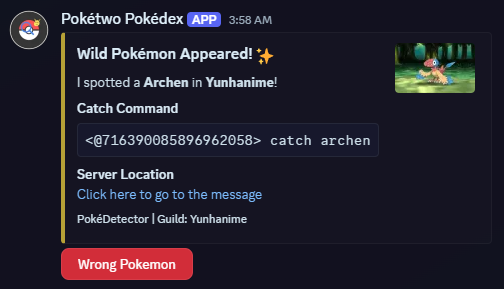 Pokétwo Pokédex APP 3:58 AM
Wild Pokémon Appeared! ✨
I spotted a Archen in Yunhanime!
Catch Command
<@716390085896962058> catch archen
Server Location
Click here to go to the message
PokéDetector | Guild: Yunhanime
Wrong Pokemon